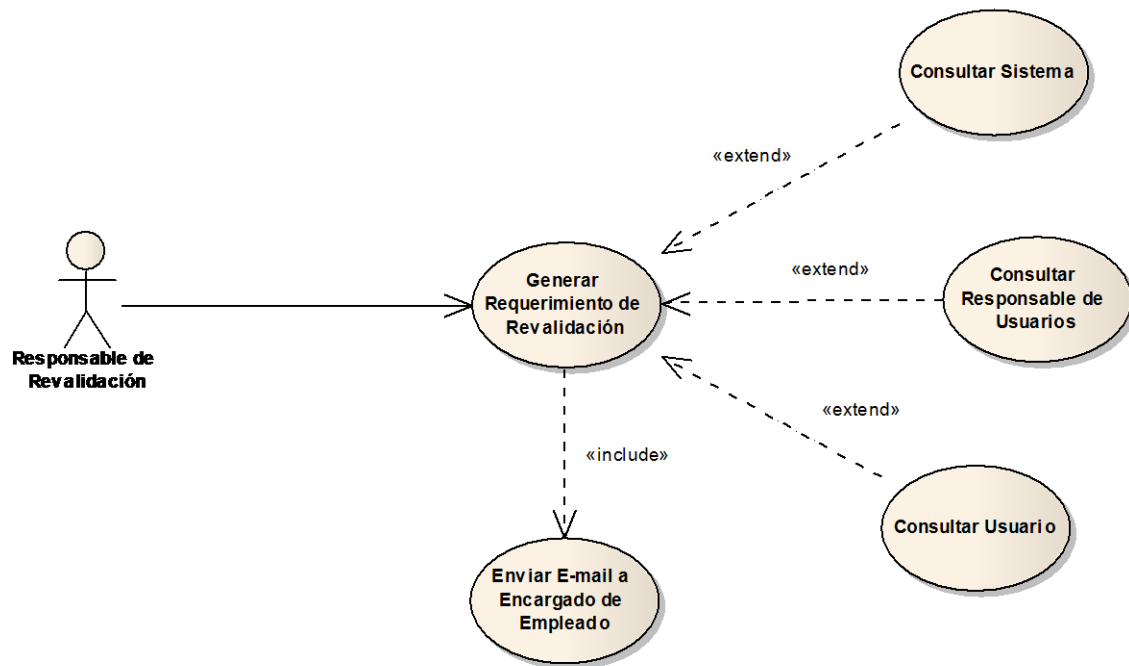 Consultar Sistema
«extend»
«extend»
Consultar
Responsable de
Usuarios
Generar
Requerimiento de
Revalidación
Responsable de
Revalidación
«extend»
«include»
Consultar Usuario
Enviar E-mail a
Encargado de
Empleado